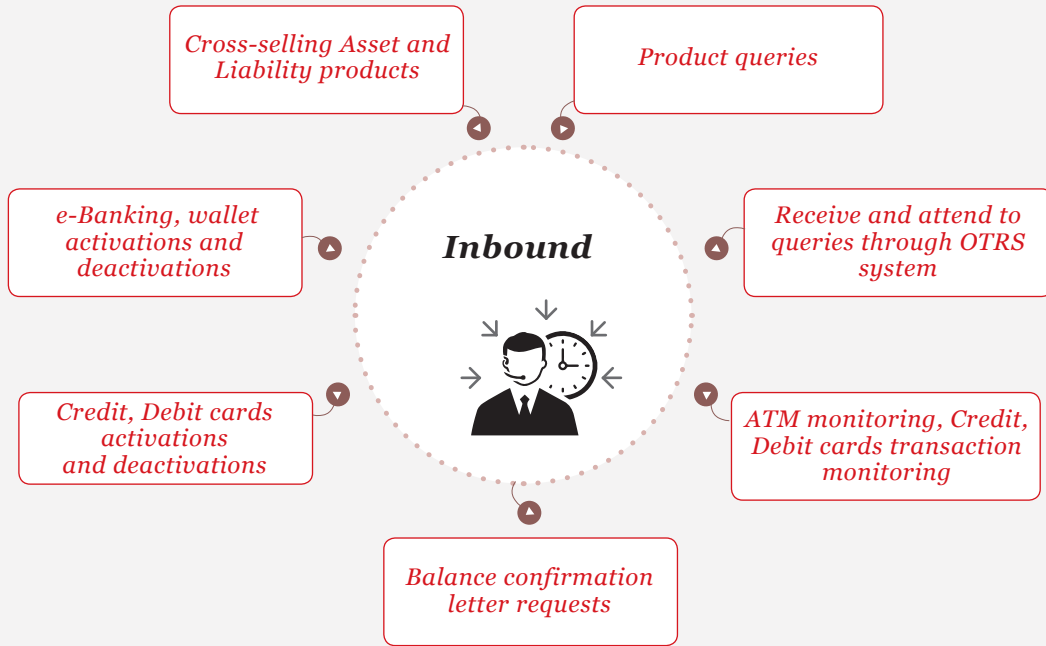 Cross-selling Asset and
Liability products
Product queries
e-Banking, wallet
activations and
deactivations
Inbound
Receive and attend to
queries through OTRS
system
Credit, Debit cards
activations
and deactivations
ATM monitoring, Credit,
Debit cards transaction
monitoring
Balance confirmation
letter requests